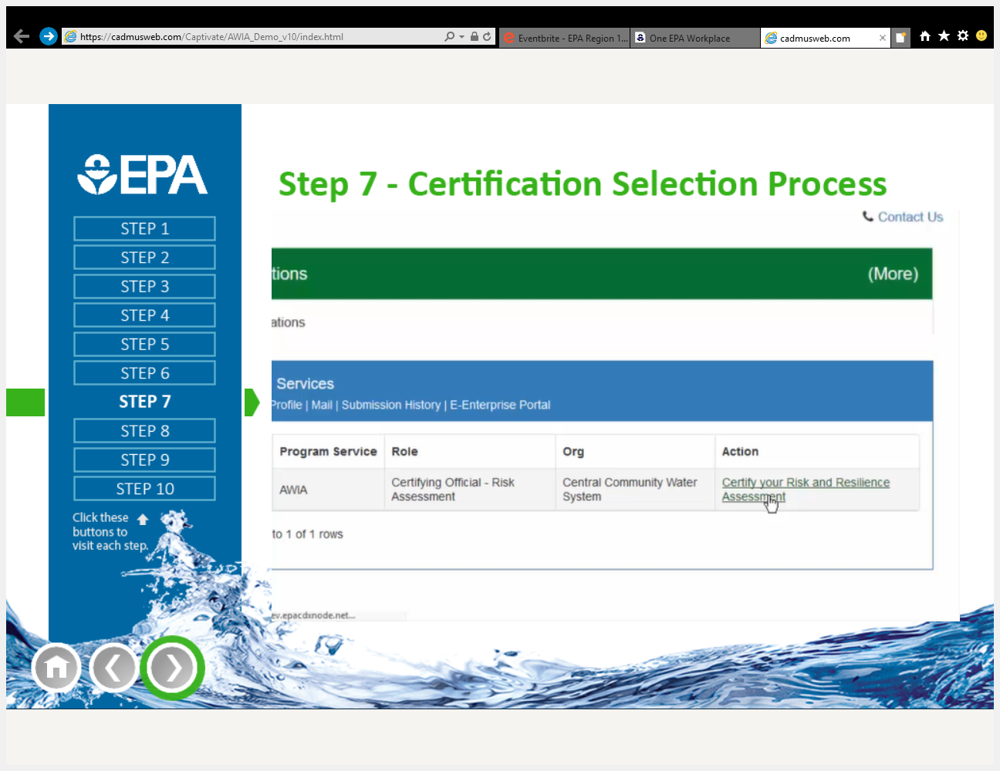 https://cadmusweb.com/Captivate/AWIA_Demo_v10/index.html
Eventbrite - EPA Region 1...
One EPA Workplace
cadmusweb.com
EPA
STEP 1
STEP 2
STEP 3
STEP 4
STEP 5
STEP 6
STEP 7
STEP 8
STEP 9
STEP 10
Click these
buttons to
visit each step.
Step 7 - Certification Selection Process
Contact Us
tions (More)
ations
Services
Profile | Mail | Submission History | E-Enterprise Portal
Program Service Role Org Action
AWIA
Certifying Official - Risk
Assessment
Central Community Water
System
Certify your Risk and Resilience
Assessment
to 1 of 1 rows
ev.epacdxnode.net...